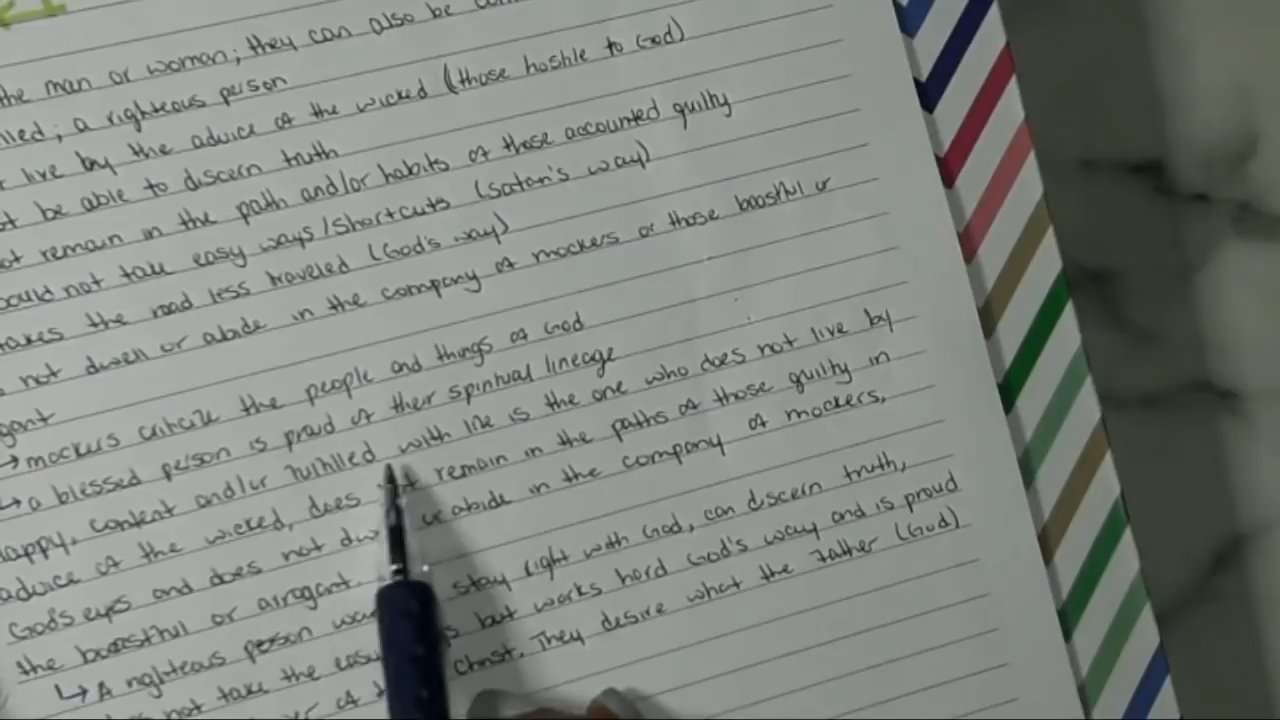 the man or woman; they can also be
a righteous person
live by the advice of the wicked (those hostile to God)
be able to discern truth
remain in the path and/or habits of those accounted guilty
not take easy ways/shortcuts (Satan's way)
takes the road less traveled (God's way)
not dwell or abide in the company of mockers or those boastful or
→ mockers criticize the people and things of God
↳ a blessed person is proud of their spiritual lineage
happy, content and/or fulfilled with life is the one who does not live by
advice of the wicked, does remain in the paths of those guilty in
God's eyes and does not or abide in the company of mockers,
the boastful or arrogant.
↳ A righteous person stay right with God, can discern truth,
not take the easy but works hard God's way and is proud
of Christ. They desire what the Father (God)